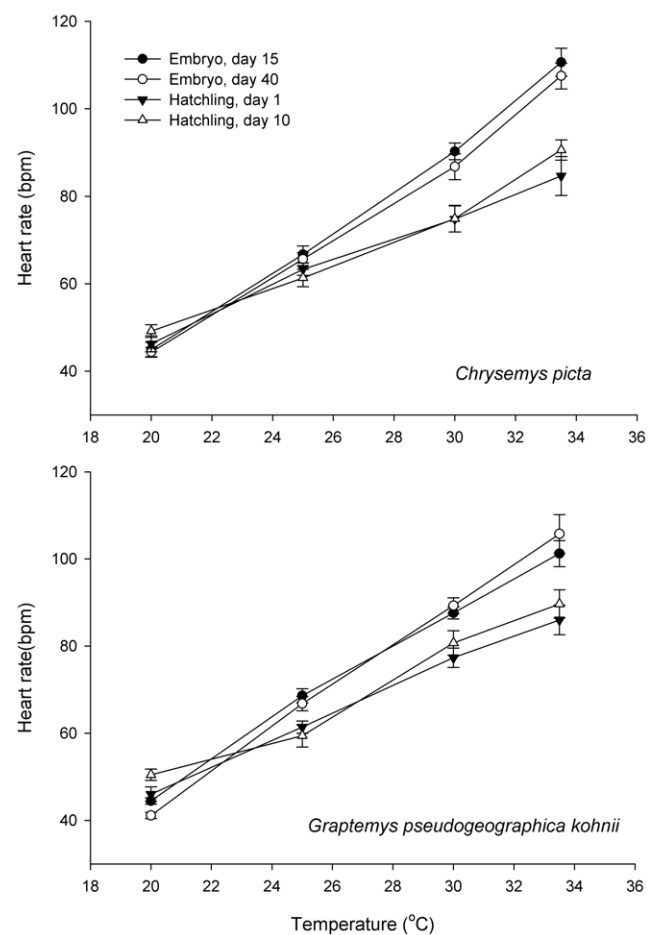 120
100
80
60
40
Heart rate (bpm)
Embryo, day 15
Embryo, day 40
Hatchling, day 1
Hatchling, day 10
Chrysemys picta
18 20 22 24 26 28 30 32 34 36
120
100
80
60
40
Heart rate(bpm)
Graptemys pseudogeographica kohnii
18 20 22 24 26 28 30 32 34 36
Temperature (°C)